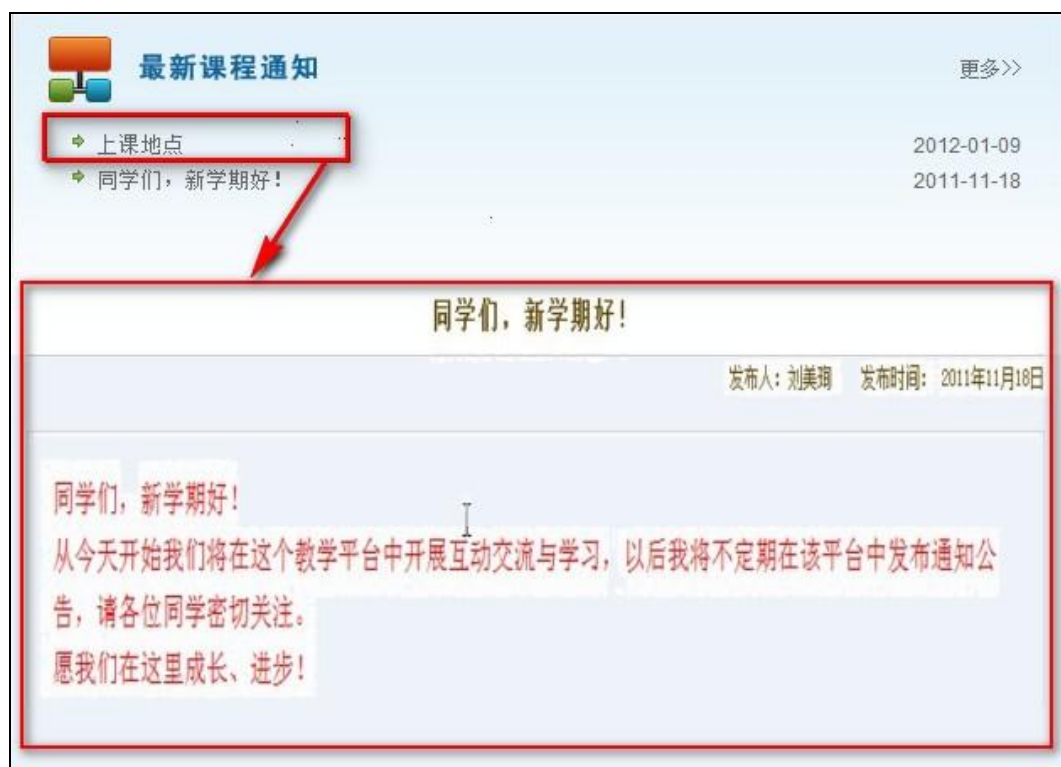 最新课程通知
更多>>
上课地点 2012-01-09
同学们，新学期好！ 2011-11-18
同学们，新学期好！
发布人：刘美珣 发布时间： 2011年11月18日
同学们，新学期好！
从今天开始我们将在这个教学平台中开展互动交流与学习，以后我将不定期在该平台中发布通知公
告，请各位同学密切关注。
愿我们在这里成长、进步！